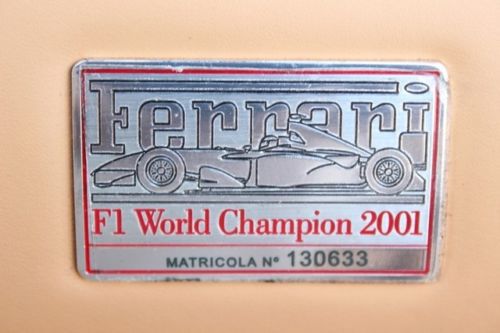 Ferrari
F1 World Champion 2001
MATRICOLA Nº 130633